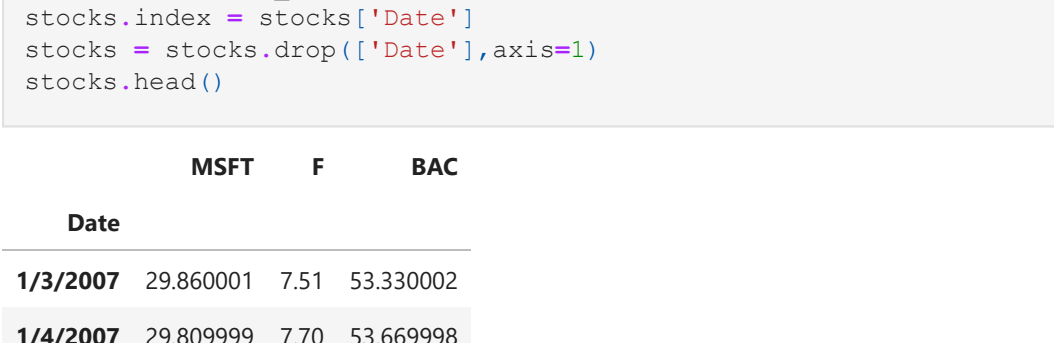 stocks.index = stocks['Date']
stocks = stocks.drop(['Date'],axis=1)
stocks.head()
MSFT F BAC
Date
1/3/2007 29.860001 7.51 53.330002
1/4/2007 29.809999 7.70 53.669998